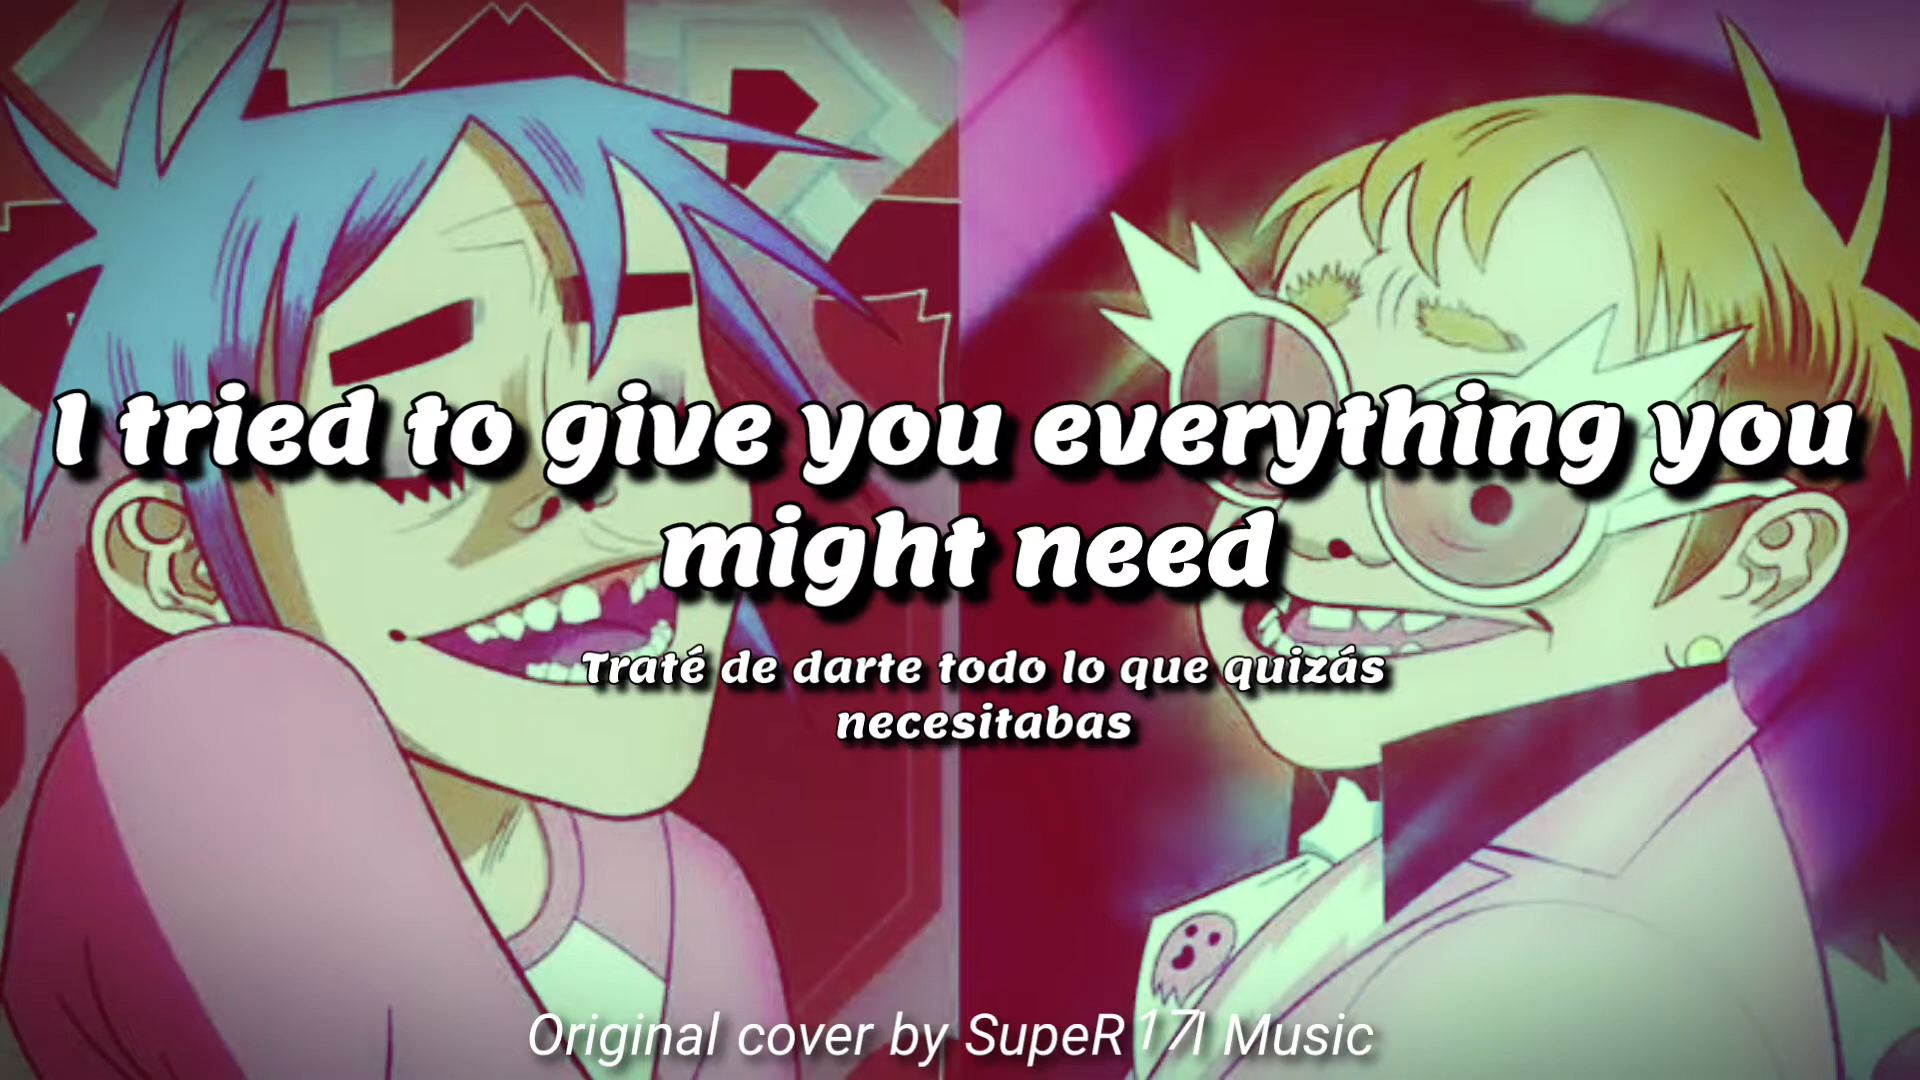 I tried to give you everything you
might need
Traté de darte todo lo que quizás
necesitabas
Original cover by SupeR
Music